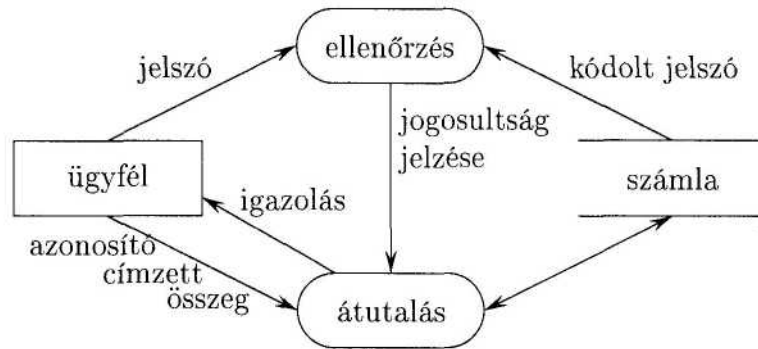 ellenőrzés
jelszó
kódolt jelszó
jogosultság
jelzése
ügyfél
számla
igazolás
azonosító
címzett
összeg
átutalás